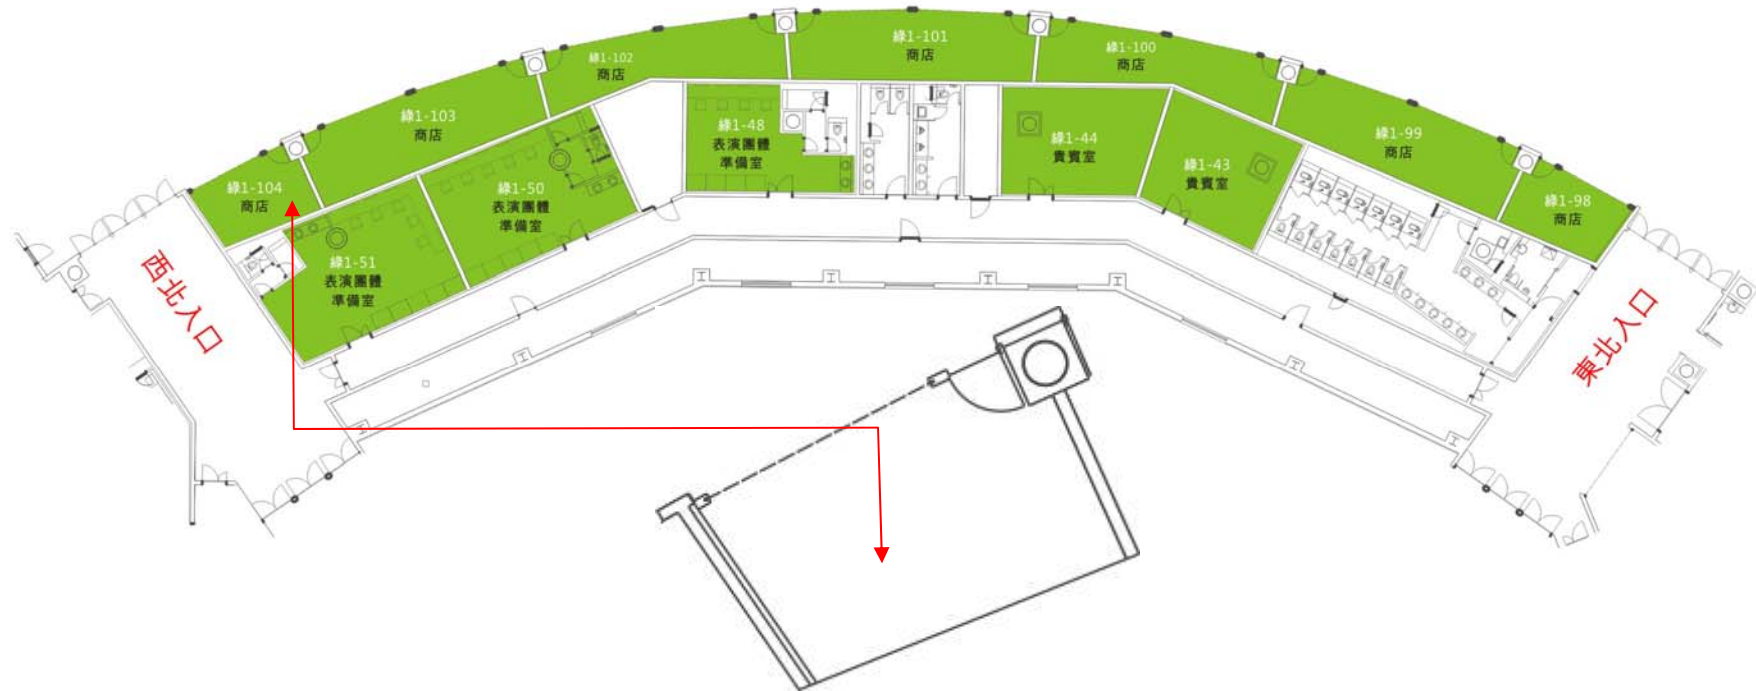 綠1-101
商店
綠1-102
商店
綠1-100
商店
綠1-103
商店
綠1-99
商店
綠1-104
商店
綠1-98
商店
綠1-48
表演團體
準備室
綠1-44
貴賓室
綠1-43
貴賓室
綠1-50
表演團體
準備室
綠1-51
表演團體
準備室
西北入口
東北入口